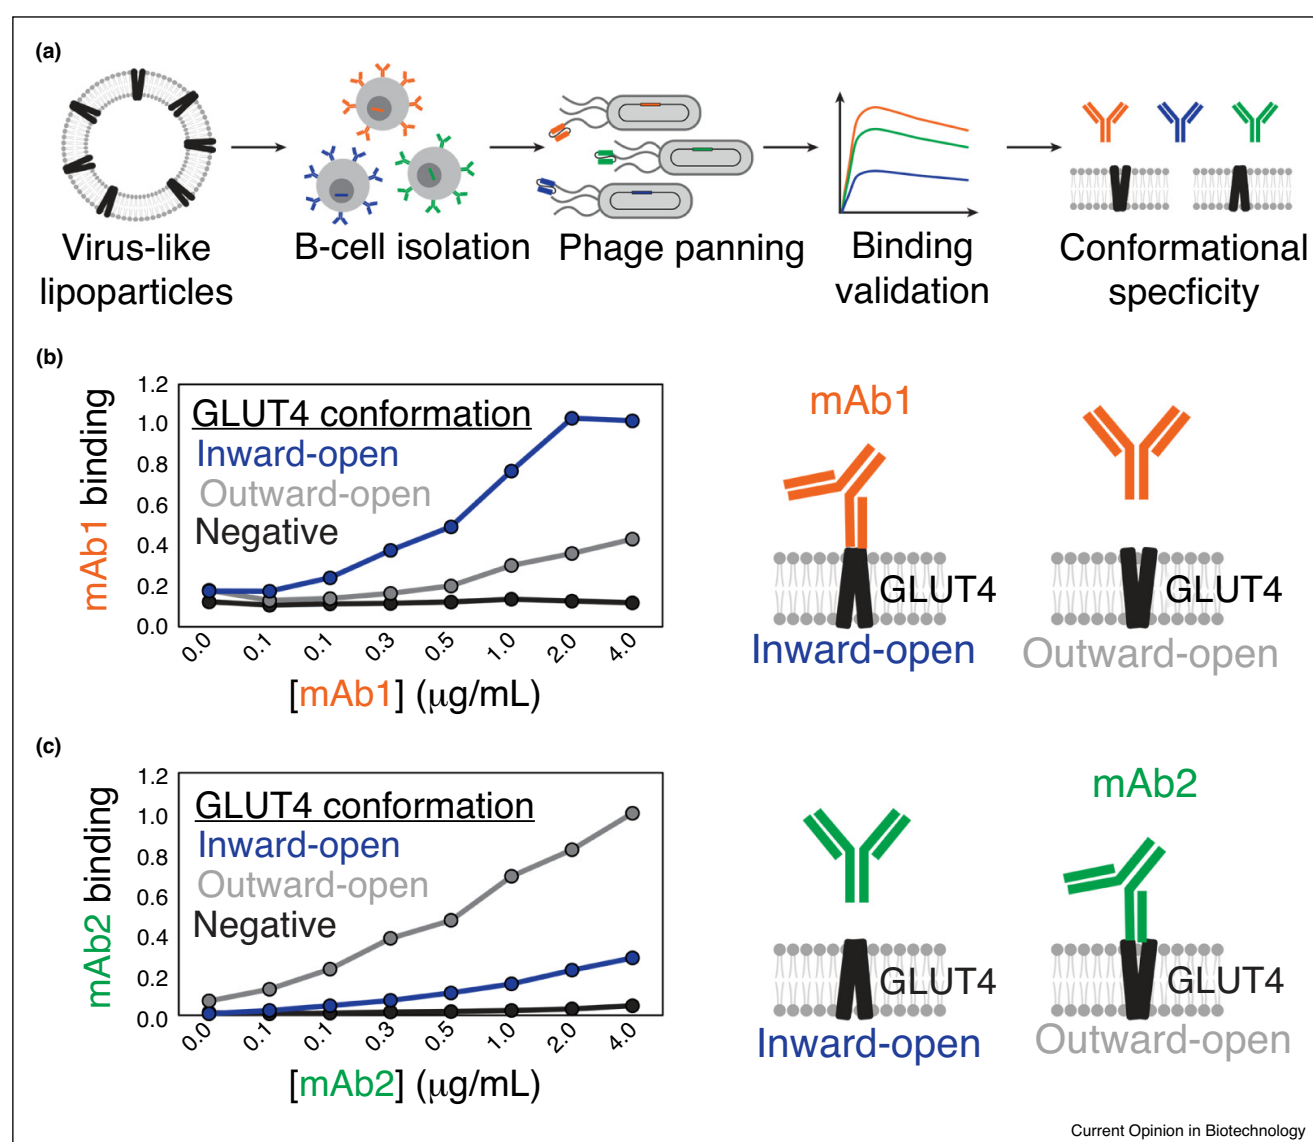 (a)
Virus-like
lipoparticles
B-cell isolation
Phage panning
Binding
validation
Conformational
specficity
(b)
mAb1 binding
1.2
1.0
0.8
0.6
0.4
0.2
0.0
GLUT4 conformation
Inward-open
Outward-open
Negative
0.0
0.1
0.1
0.3
0.5
1.0
2.0
4.0
[mAb1] (μg/mL)
mAb1
GLUT4
Inward-open
GLUT4
Outward-open
(c)
mAb2 binding
1.2
1.0
0.8
0.6
0.4
0.2
0.0
GLUT4 conformation
Inward-open
Outward-open
Negative
0.0
0.1
0.1
0.3
0.5
1.0
2.0
4.0
[mAb2] (μg/mL)
GLUT4
Inward-open
mAb2
GLUT4
Outward-open
Current Opinion in Biotechnology